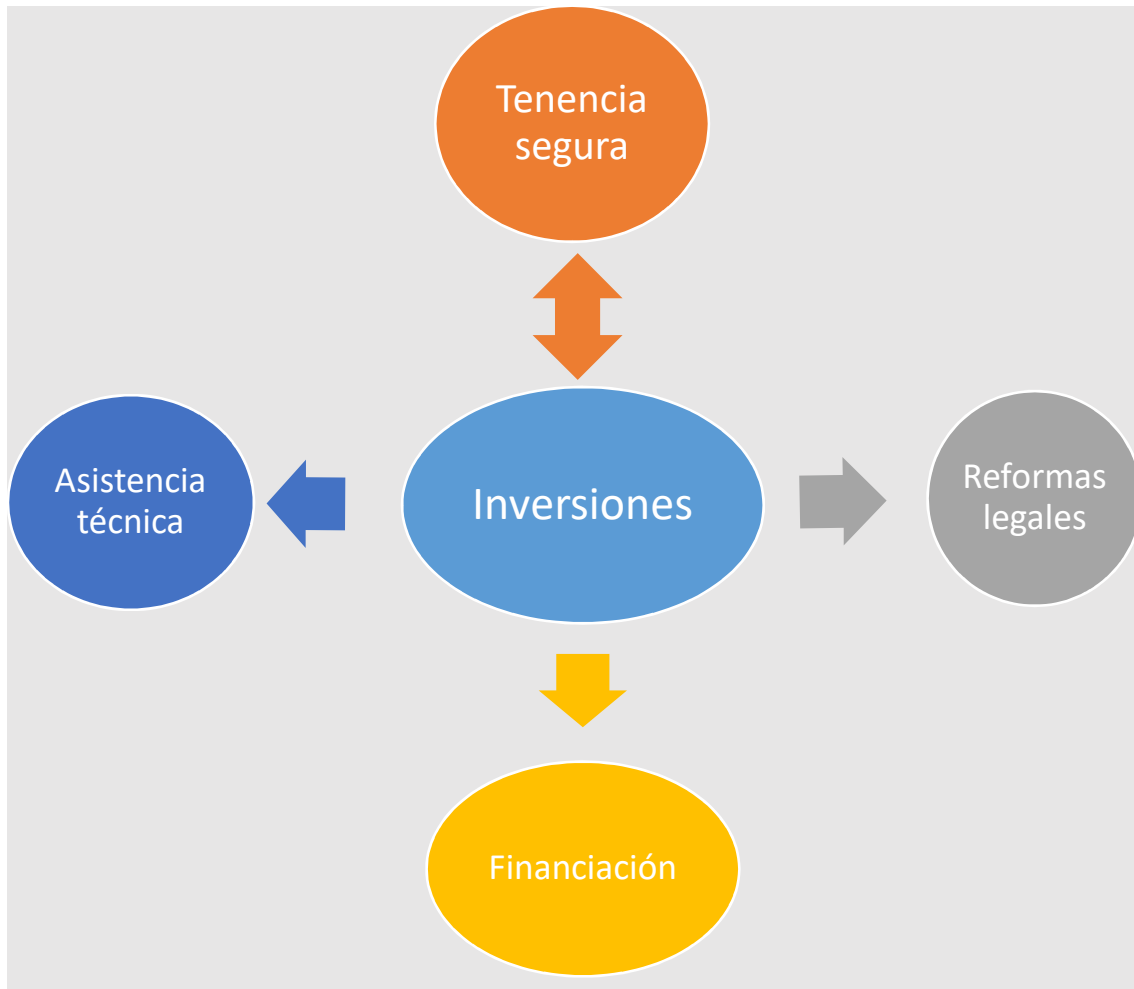 Tenencia
segura
Asistencia
técnica
Inversiones
Reformas
legales
Financiación